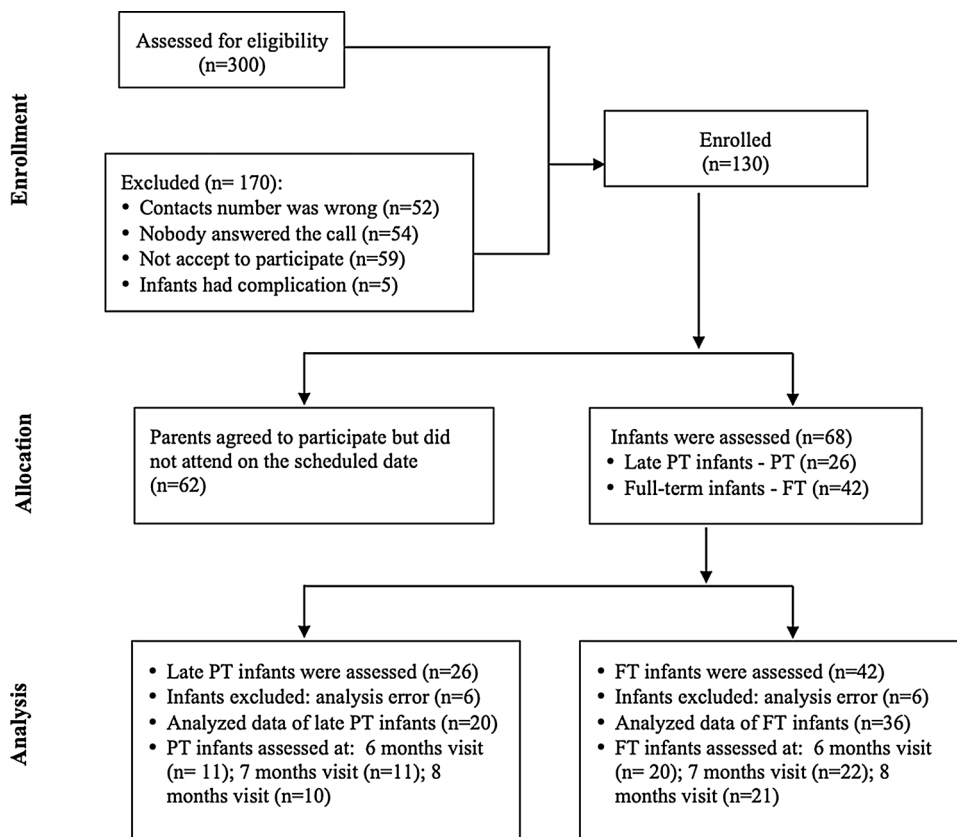 Enrollment
Assessed for eligibility
(n=300)
Enrolled
(n=130)
Excluded (n= 170):
• Contacts number was wrong (n=52)
• Nobody answered the call (n=54)
• Not accept to participate (n=59)
• Infants had complication (n=5)
Allocation
Parents agreed to participate but did
not attend on the scheduled date
(n=62)
Infants were assessed (n=68)
• Late PT infants - PT (n=26)
• Full-term infants - FT (n=42)
Analysis
• Late PT infants were assessed (n=26)
• Infants excluded: analysis error (n=6)
• Analyzed data of late PT infants (n=20)
• PT infants assessed at: 6 months visit
(n= 11); 7 months visit (n=11); 8
months visit (n=10)
• FT infants were assessed (n=42)
• Infants excluded: analysis error (n=6)
• Analyzed data of FT infants (n=36)
• FT infants assessed at: 6 months visit
(n= 20); 7 months visit (n=22); 8
months visit (n=21)